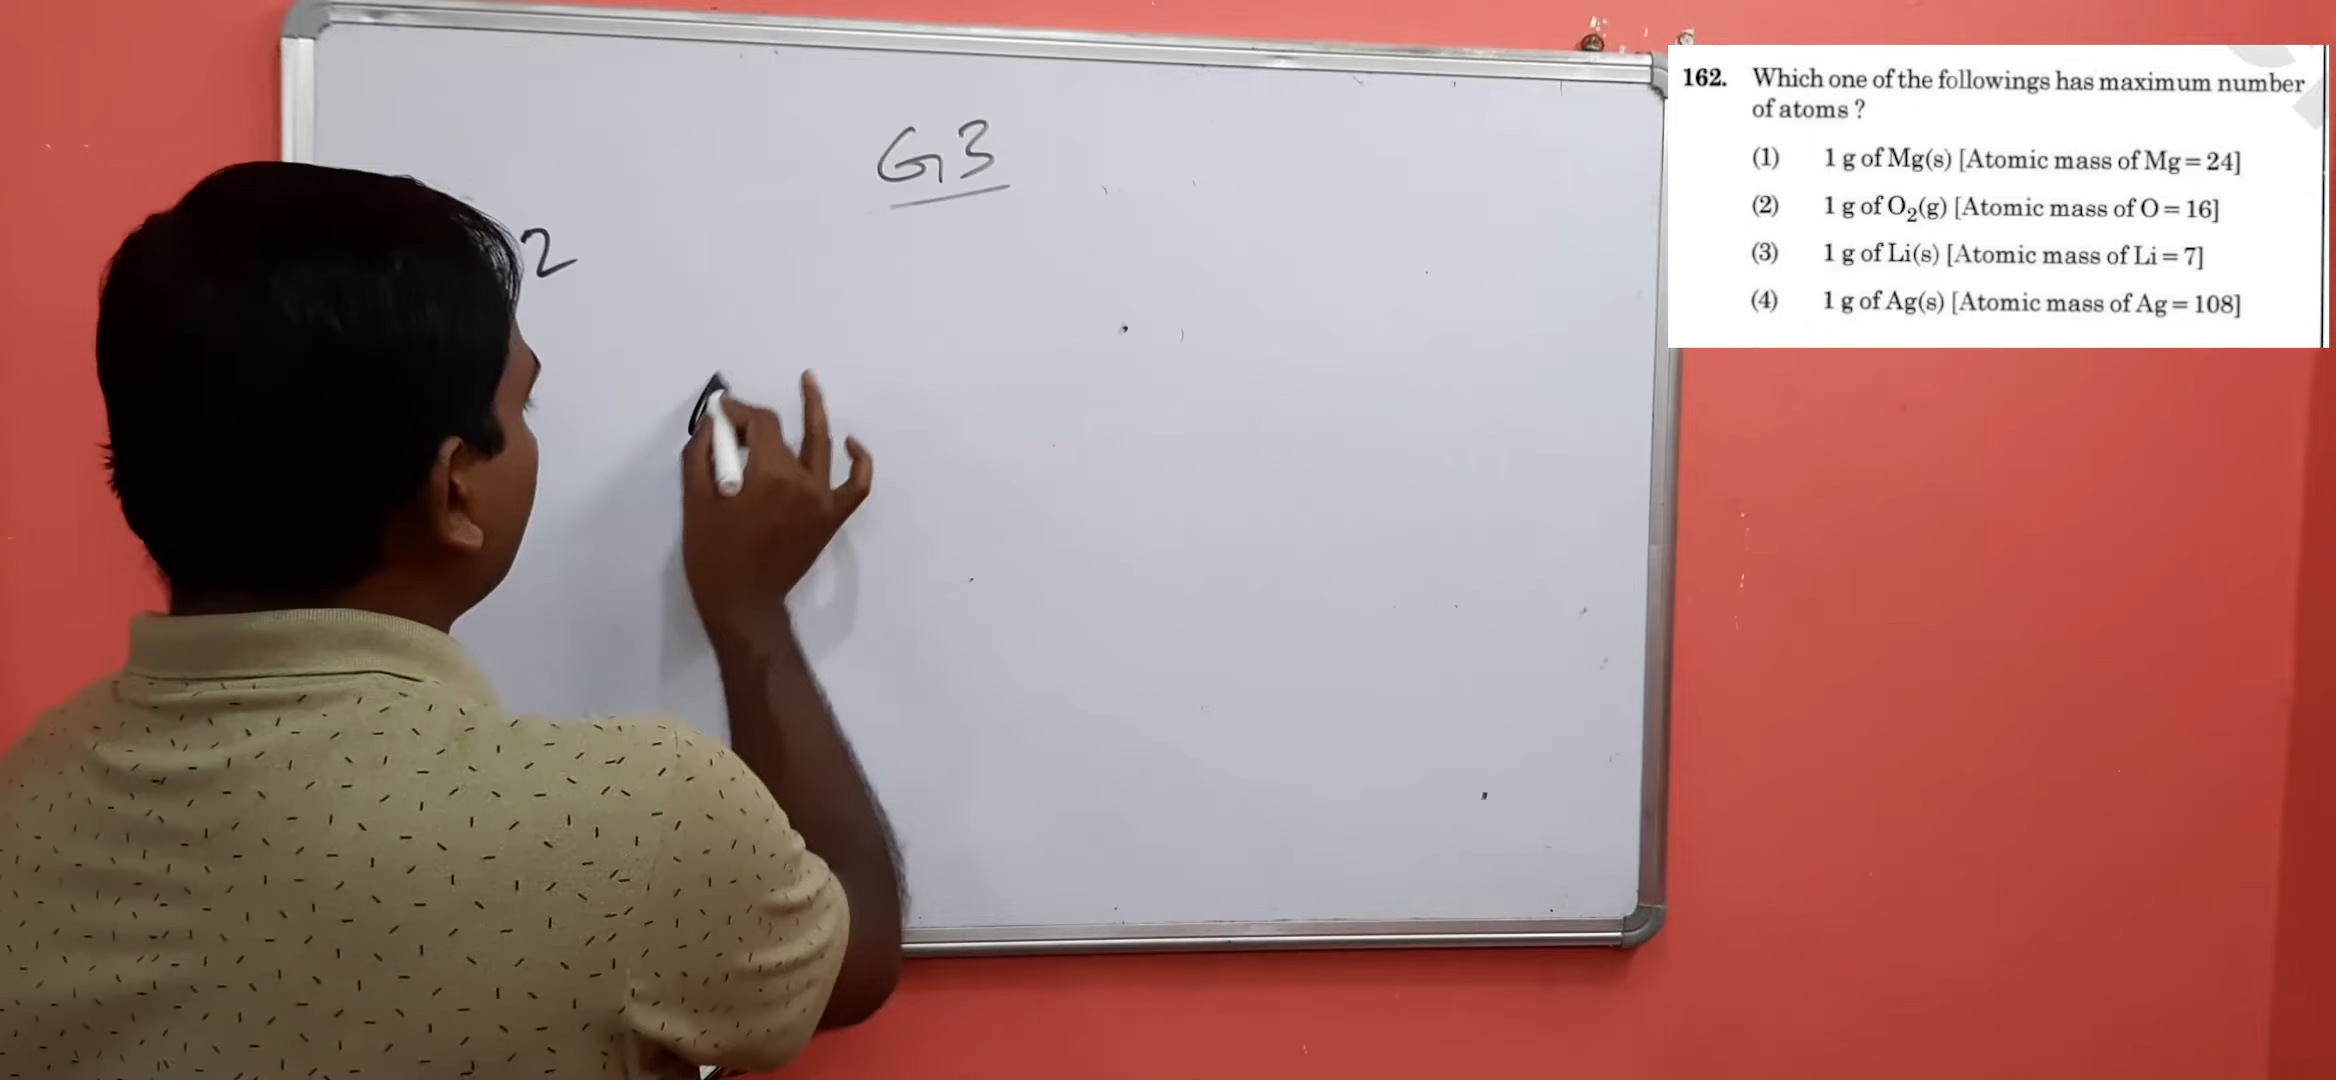 G3
2
162. Which one of the followings has maximum number
of atoms ?
(1) 1 g of Mg(s) [Atomic mass of Mg = 24]
(2) 1 g of O₂(g) [Atomic mass of O = 16]
(3) 1 g of Li(s) [Atomic mass of Li = 7]
(4) 1 g of Ag(s) [Atomic mass of Ag = 108]